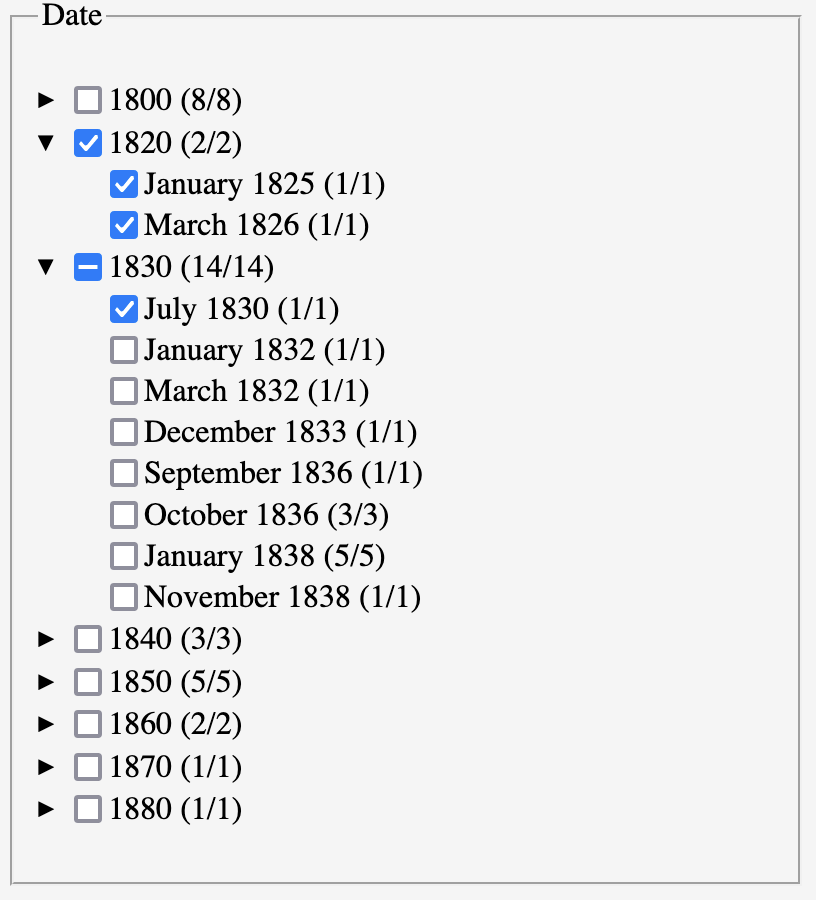 Date
1800 (8/8)
1820 (2/2)
January 1825 (1/1)
March 1826 (1/1)
1830 (14/14)
July 1830 (1/1)
January 1832 (1/1)
March 1832 (1/1)
December 1833 (1/1)
September 1836 (1/1)
October 1836 (3/3)
January 1838 (5/5)
November 1838 (1/1)
1840 (3/3)
1850 (5/5)
1860 (2/2)
1870 (1/1)
1880 (1/1)